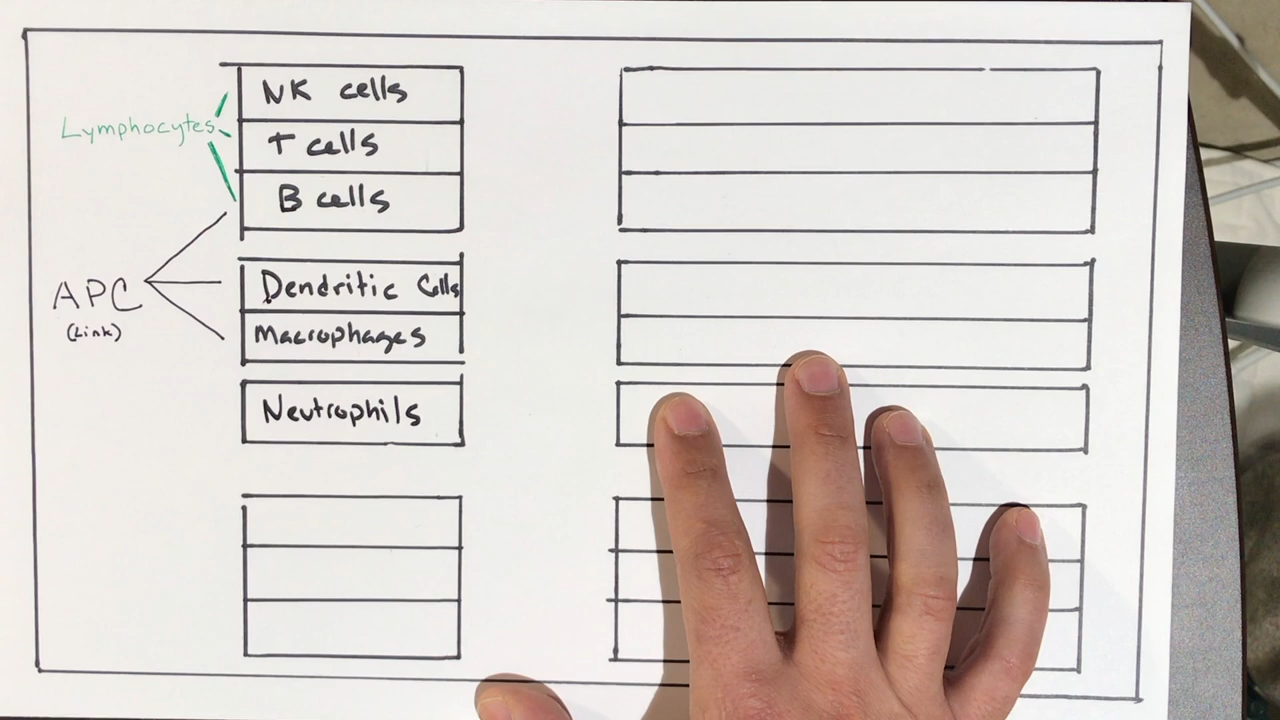 NK cells
Lymphocytes
T cells
B cells
Dendritic Cells
APC
(Link)
Macrophages
Neutrophils